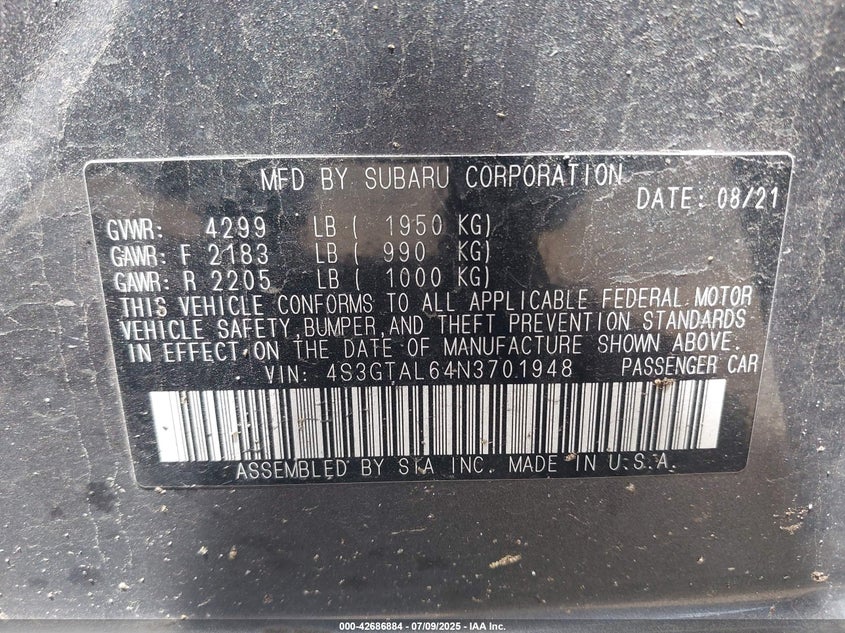 MFD BY SUBARU CORPORATION
DATE: 08/21
GVWR: 4299 LB ( 1950 KG)
GAWR: F 2183 LB ( 990 KG)
GAWR: R 2205 LB ( 1000 KG)
THIS VEHICLE CONFORMS TO ALL APPLICABLE FEDERAL MOTOR
VEHICLE SAFETY, BUMPER, AND THEFT PREVENTION STANDARDS
IN EFFECT ON THE DATE OF MANUFACTURE SHOWN ABOVE.
VIN: 4S3GTAL64N3701948 PASSENGER CAR
ASSEMBLED BY SIA INC. MADE IN U.S.A.
000-42686884 / 07/09/2025 - IAA Inc.